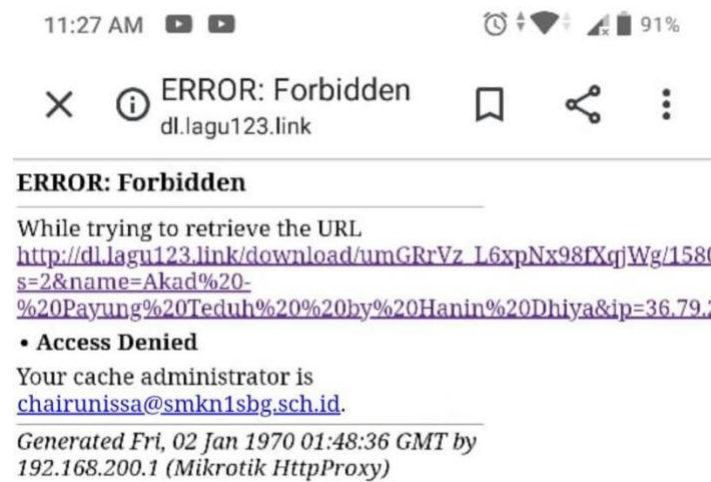 11:27 AM 91%
ERROR: Forbidden
dl.lagu123.link
ERROR: Forbidden
While trying to retrieve the URL
http://dl.lagu123.link/download/umGRrVz_L6xpNx98fXqjWg/1580
s=2&name=Akad%20-
%20Payung%20Teduh%20%20by%20Hanin%20Dhiya&ip=36.79.2
• Access Denied
Your cache administrator is
chairunissa@smkn1sbg.sch.id.
Generated Fri, 02 Jan 1970 01:48:36 GMT by
192.168.200.1 (Mikrotik HttpProxy)